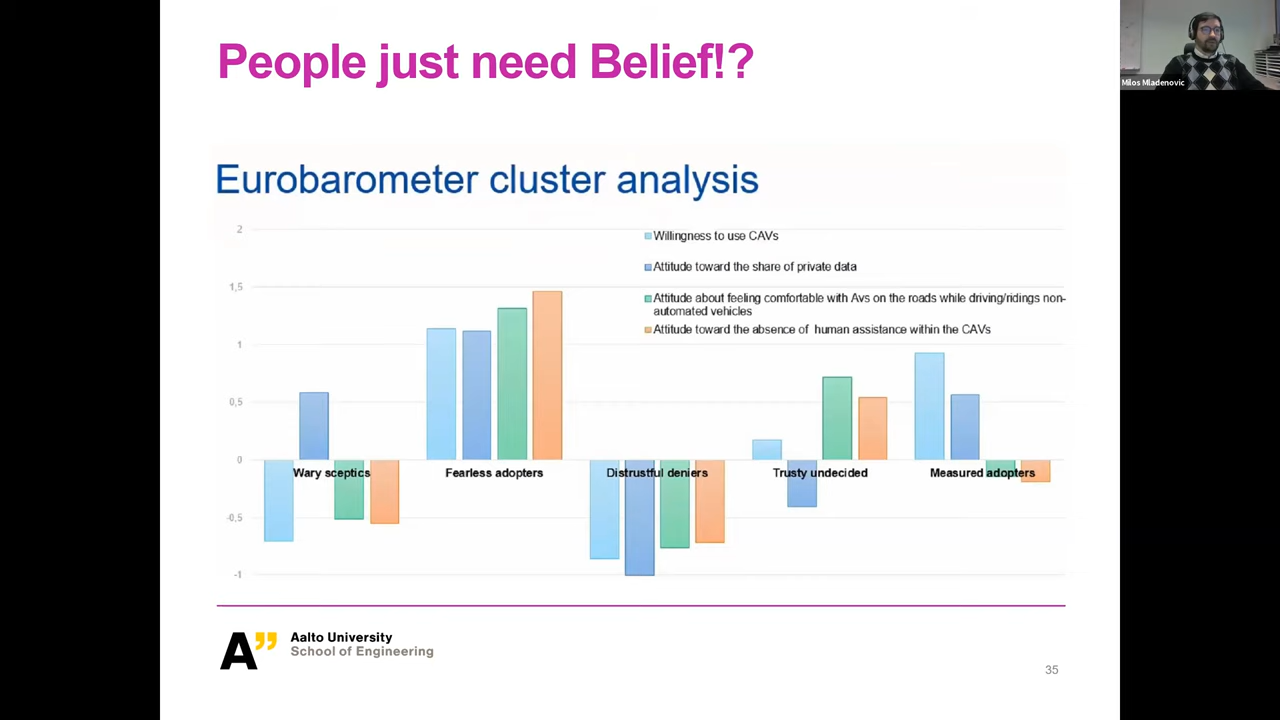 People just need Belief!?
Milos Mladenovic
Eurobarometer cluster analysis
2
1,5
1
0,5
0
-0,5
-1
Willingness to use CAVs
Attitude toward the share of private data
Attitude about feeling comfortable with Avs on the roads while driving/ridings non-
automated vehicles
Attitude toward the absence of human assistance within the CAVs
Wary sceptics
Fearless adopters
Distrustful deniers
Trusty undecided
Measured adopters
A”
Aalto University
School of Engineering
35